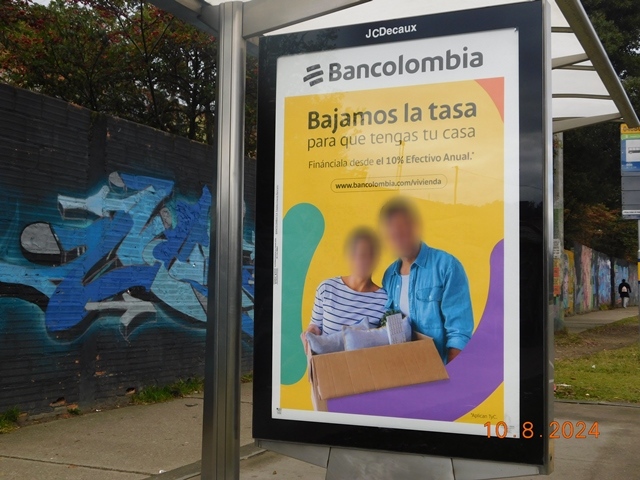 JCDecaux
Bancolombia
Bajamos la tasa
para que tengas tu casa
Fináncialа desde el 10% Efectivo Anual.*
www.bancolombia.com/vivienda
10.8.2024